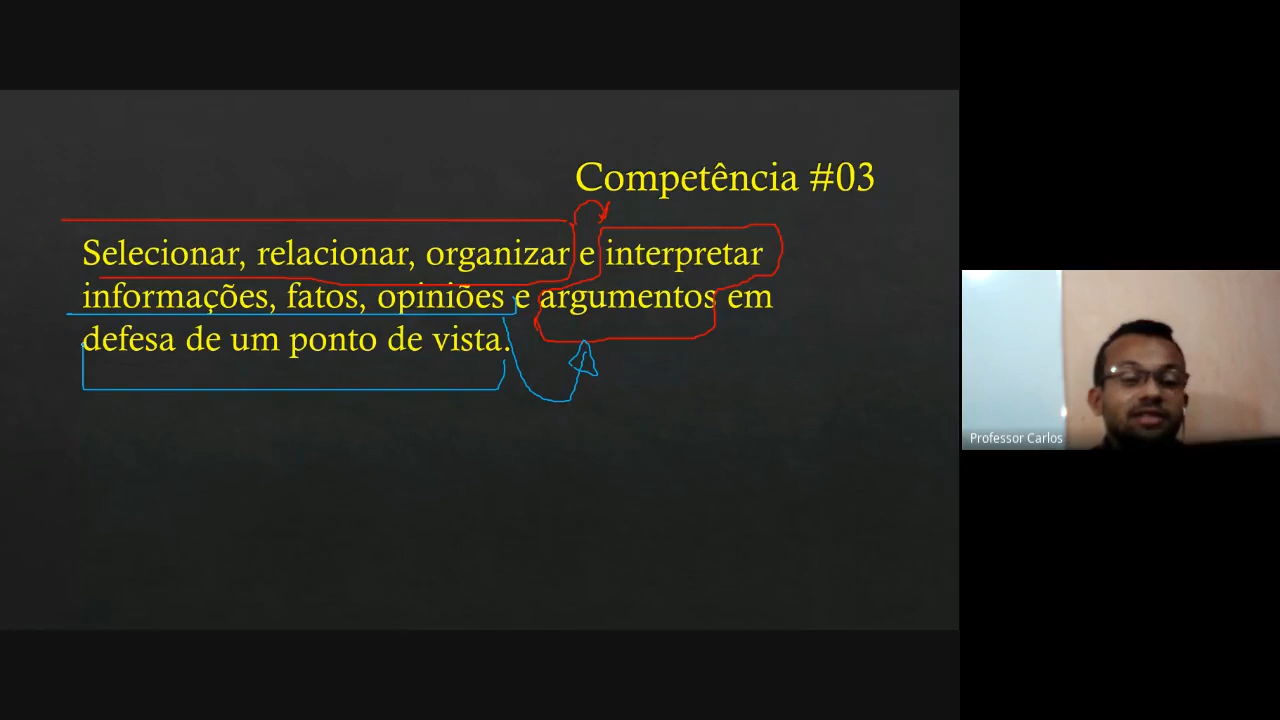 Competência #03
Selecionar, relacionar, organizar e interpretar
informações, fatos, opiniões e argumentos em
defesa de um ponto de vista.
Professor Carlos